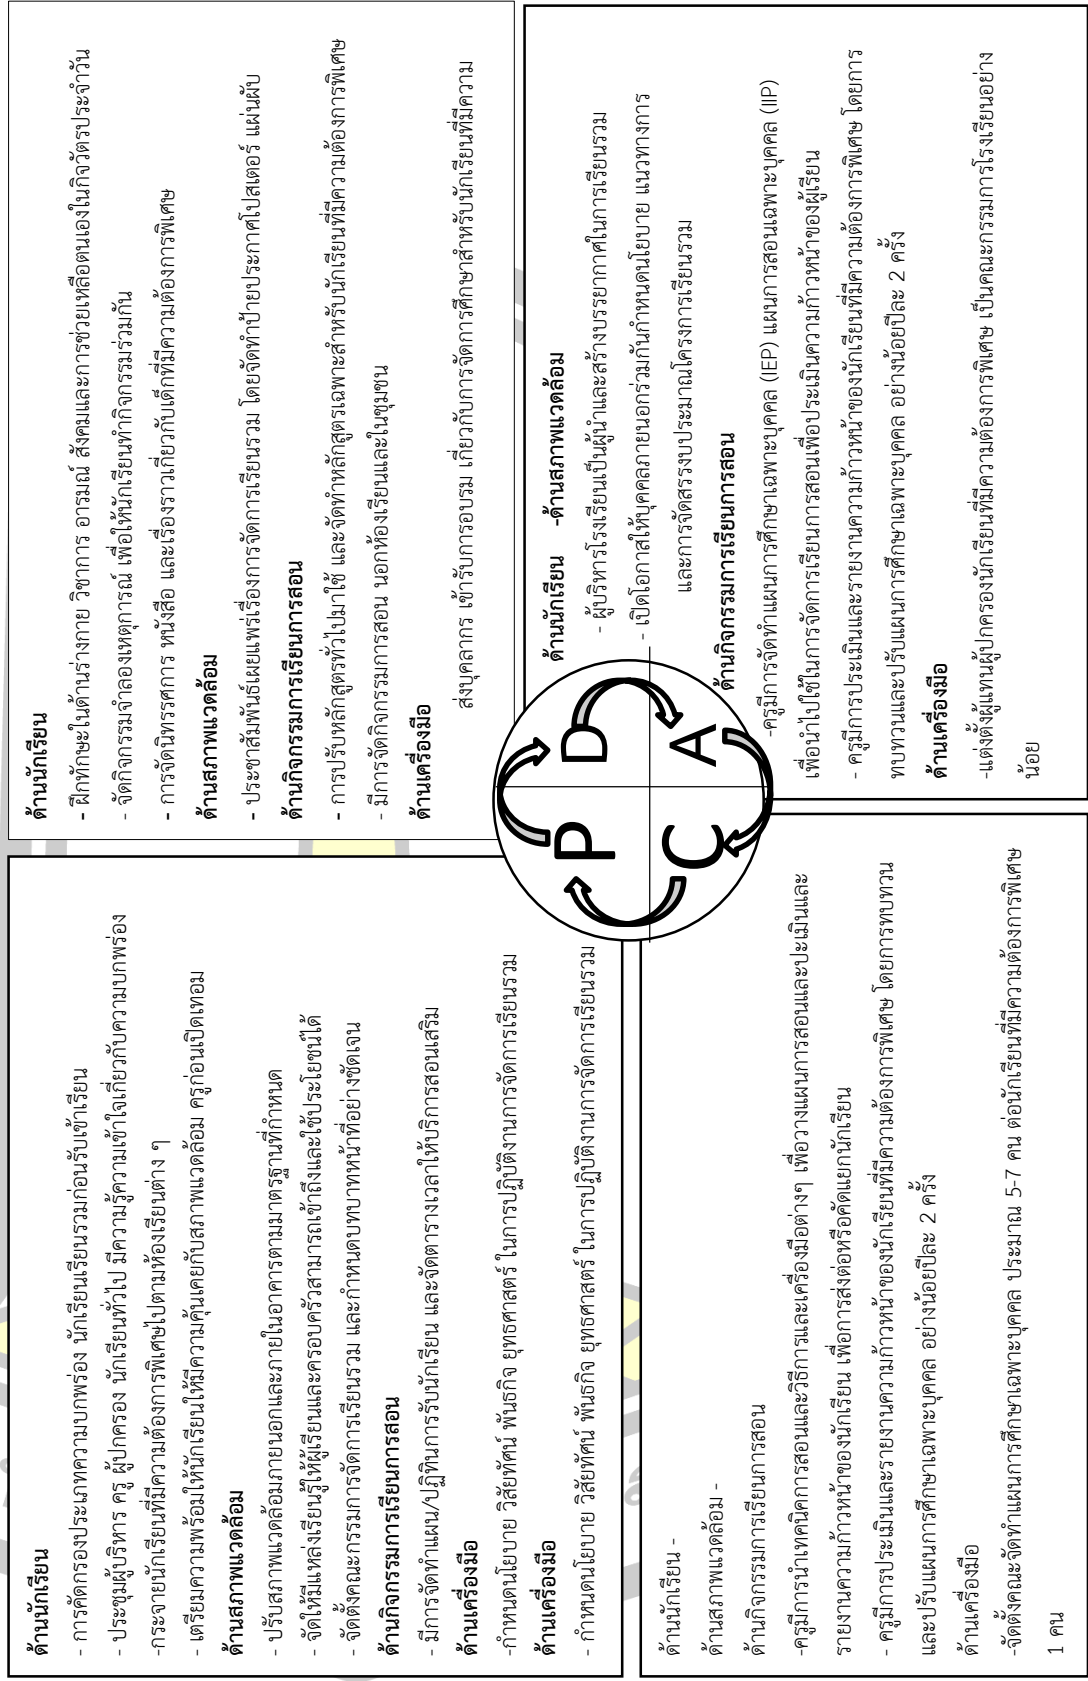 ด้านนักเรียน
- การคัดกรองประเภทความบกพร่อง นักเรียนเรียนรวมก่อนรับเข้าเรียน
- ประชุมผู้บริหาร ครู ผู้ปกครอง นักเรียนทั่วไป มีความรู้ความเข้าใจเกี่ยวกับความบกพร่อง
-กระจายนักเรียนที่มีความต้องการพิเศษไปตามห้องเรียนต่าง ๆ
- เตรียมความพร้อมให้นักเรียนให้มีความคุ้นเคยกับสภาพแวดล้อม ครูก่อนเปิดเทอม
ด้านสภาพแวดล้อม
- ปรับสภาพแวดล้อมภายนอกและภายในอาคารตามมาตรฐานที่กำหนด
- จัดให้มีแหล่งเรียนรู้ให้ผู้เรียนและครอบครัวสามารถเข้าถึงและใช้ประโยชน์ได้
- จัดตั้งคณะกรรมการจัดการเรียนรวม และกำหนดบทบาทหน้าที่อย่างชัดเจน
ด้านกิจกรรมการเรียนการสอน
- มีการจัดทำแผน/ปฏิทินการรับนักเรียน และจัดตารางเวลาให้บริการสอนเสริม
ด้านเครื่องมือ
-กำหนดนโยบาย วิสัยทัศน์ พันธกิจ ยุทธศาสตร์ ในการปฏิบัติงานการจัดการเรียนรวม
ด้านเครื่องมือ
- กำหนดนโยบาย วิสัยทัศน์ พันธกิจ ยุทธศาสตร์ ในการปฏิบัติงานการจัดการเรียนรวม
ด้านนักเรียน
- ฝึกทักษะในด้านร่างกาย วิชาการ อารมณ์ สังคมและการช่วยเหลือตนเองในกิจวัตรประจำวัน
- จัดกิจกรรมจำลองเหตุการณ์ เพื่อให้นักเรียนทำกิจกรรมร่วมกัน
- การจัดนิทรรศการ หนังสือ และเรื่องราวเกี่ยวกับเด็กที่มีความต้องการพิเศษ
ด้านสภาพแวดล้อม
- ประชาสัมพันธ์เผยแพร่เรื่องการจัดการเรียนรวม โดยจัดทำป้ายประกาศโปสเตอร์ แผ่นผับ
ด้านกิจกรรมการเรียนการสอน
- การปรับหลักสูตรทั่วไปมาใช้ และจัดทำหลักสูตรเฉพาะสำหรับนักเรียนที่มีความต้องการพิเศษ
- มีการจัดกิจกรรมการสอน นอกห้องเรียนและในชุมชน
ด้านเครื่องมือ
ส่งบุคลากร เข้ารับการอบรม เกี่ยวกับการจัดการศึกษาสำหรับนักเรียนที่มีความ
P
D
C
A
ด้านนักเรียน -
ด้านสภาพแวดล้อม -
ด้านกิจกรรมการเรียนการสอน
-ครูมีการนำเทคนิคการสอนและวิธีการและเครื่องมือต่างๆ เพื่อวางแผนการสอนและประเมินและ
รายงานความก้าวหน้าของนักเรียน เพื่อการส่งต่อหรือคัดแยกนักเรียน
- ครูมีการประเมินและรายงานความก้าวหน้าของนักเรียนที่มีความต้องการพิเศษ โดยการทบทวน
และปรับแผนการศึกษาเฉพาะบุคคล อย่างน้อยปีละ 2 ครั้ง
ด้านเครื่องมือ
-จัดตั้งคณะจัดทำแผนการศึกษาเฉพาะบุคคล ประมาณ 5-7 คน ต่อนักเรียนที่มีความต้องการพิเศษ
1 คน
ด้านนักเรียน -ด้านสภาพแวดล้อม
- ผู้บริหารโรงเรียนเป็นผู้นำและสร้างบรรยากาศในการเรียนรวม
- เปิดโอกาสให้บุคคลภายนอกร่วมกันกำหนดนโยบาย แนวทางการ
และการจัดสรรงบประมาณโครงการเรียนรวม
ด้านกิจกรรมการเรียนการสอน
-ครูมีการจัดทำแผนการศึกษาเฉพาะบุคคล (IEP) แผนการสอนเฉพาะบุคคล (IIP)
เพื่อนำไปใช้ในการจัดการเรียนการสอนเพื่อประเมินความก้าวหน้าของผู้เรียน
- ครูมีการประเมินและรายงานความก้าวหน้าของนักเรียนที่มีความต้องการพิเศษ โดยการ
ทบทวนและปรับแผนการศึกษาเฉพาะบุคคล อย่างน้อยปีละ 2 ครั้ง
ด้านเครื่องมือ
-แต่งตั้งผู้แทนผู้ปกครองนักเรียนที่มีความต้องการพิเศษ เป็นคณะกรรมการโรงเรียนอย่าง
น้อย